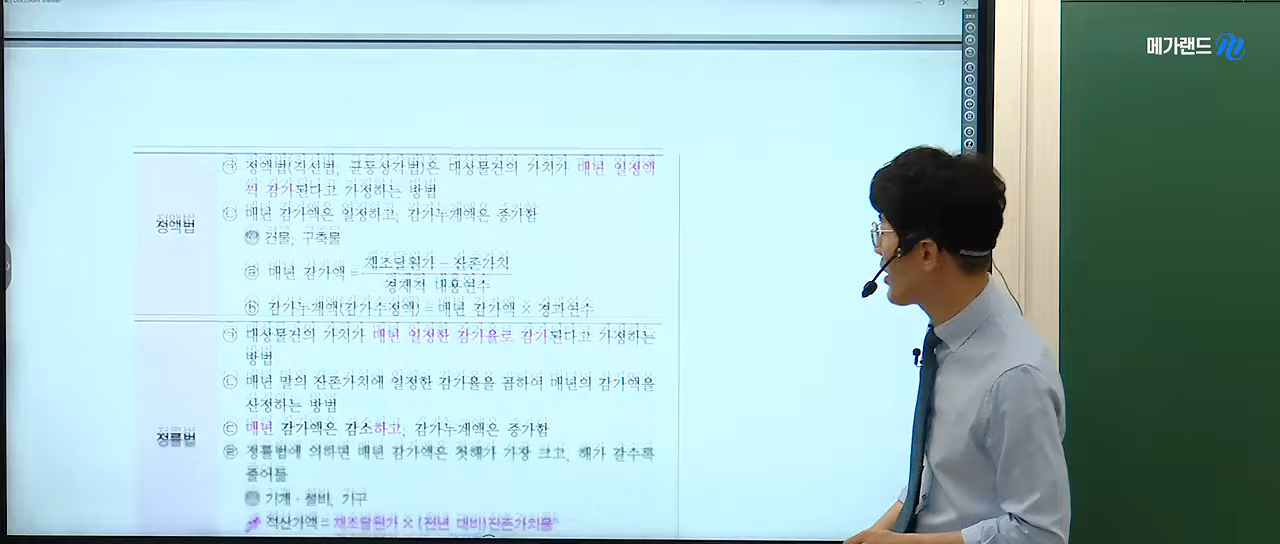 메가랜드
정액법
㉠ 정액법(직선법, 균등상각법)은 대상물건의 가치가 매년 일정액
씩 감가된다고 가정하는 방법
㉡ 매년 감가액은 일정하고, 감가누계액은 증가함
건물, 구축물
ⓐ 매년 감가액 = 재조달원가 - 잔존가치
경제적 내용연수
ⓑ 감가누계액(감가수정액) = 매년 감가액 × 경과연수
정률법
㉠ 대상물건의 가치가 매년 일정한 감가율로 감가된다고 가정하는
방법
㉡ 매년 말의 잔존가치에 일정한 감가율을 곱하여 매년의 감가액을
산정하는 방법
㉢ 매년 감가액은 감소하고, 감가누계액은 증가함
㉣ 정률법에 의하면 매년 감가액은 첫해가 가장 크고, 해가 갈수록
줄어듦
기계·설비, 기구
적산가액 = 재조달원가 × (전년 대비)잔존가치율